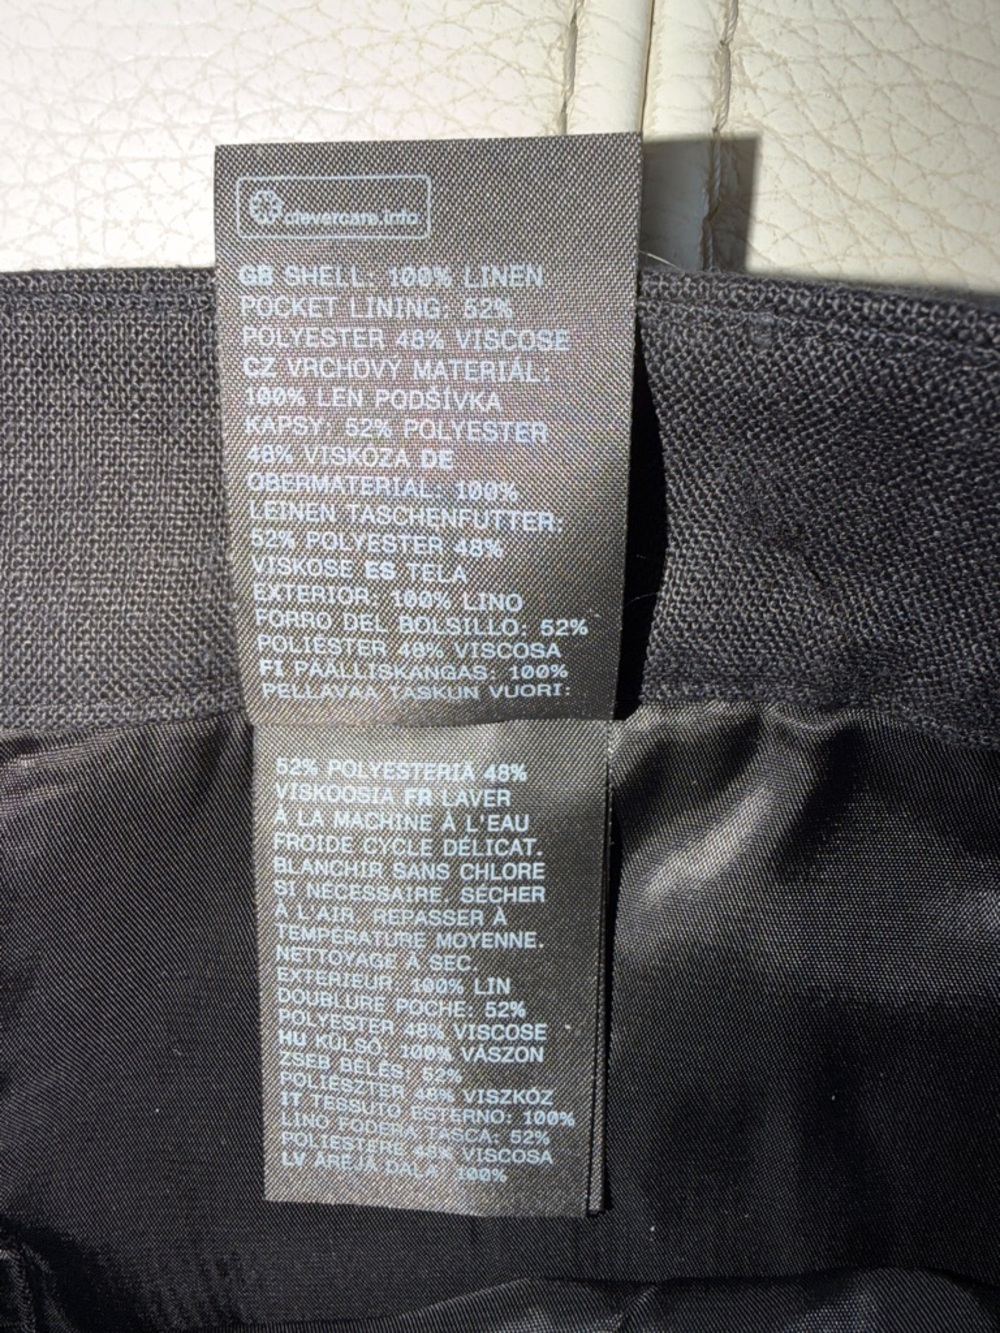 clevercare.info
GB SHELL: 100% LINEN
POCKET LINING: 52%
POLYESTER 48% VISCOSE
CZ VRCHOVÝ MATERIÁL:
100% LEN PODŠÍVKA
KAPSY: 52% POLYESTER
48% VISKÓZA DE
OBERMATERIAL: 100%
LEINEN TASCHENFUTTER:
52% POLYESTER 48%
VISKOSE ES TELA
EXTERIOR: 100% LINO
FORRO DEL BOLSILLO: 52%
POLIÉSTER 48% VISCOSA
FI PÄÄLLISKANGAS: 100%
PELLAVAA TASKUN VUORI:
52% POLYESTERIA 48%
VISKOOSIA FR LAVER
À LA MACHINE À L'EAU
FROIDE CYCLE DÉLICAT.
BLANCHIR SANS CHLORE
SI NÉCESSAIRE. SÉCHER
À L'AIR. REPASSER À
TEMPÉRATURE MOYENNE.
NETTOYAGE À SEC.
EXTÉRIEUR: 100% LIN
DOUBLURE POCHE: 52%
POLYESTER 48% VISCOSE
HU KÜLSŐ: 100% VÁSZON
ZSEB BÉLÉS: 52%
POLIÉSZTER 48% VISZKÓZ
IT TESSUTO ESTERNO: 100%
LINO FODERA TASCA: 52%
POLIESTERE 48% VISCOSA
LV ĀRĒJĀ DAĻA: 100%